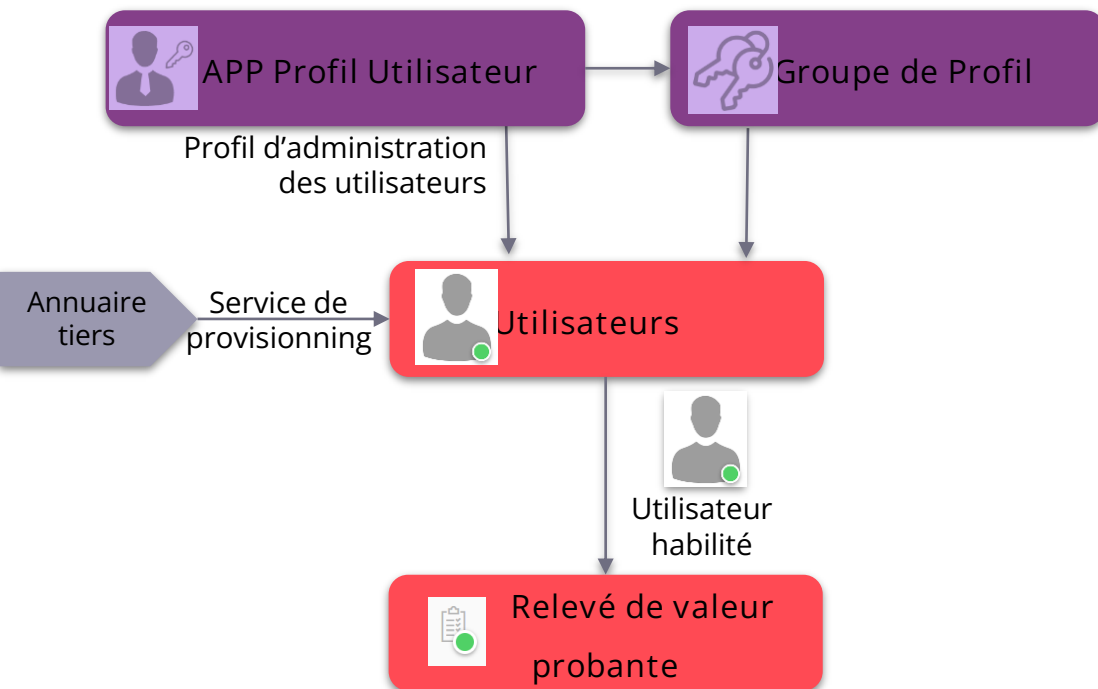 APP Profil Utilisateur
Groupe de Profil
Profil d’administration
des utilisateurs
Annuaire
tiers
Service de
provisionning
Utilisateurs
Utilisateur
habilité
Relevé de valeur
probante